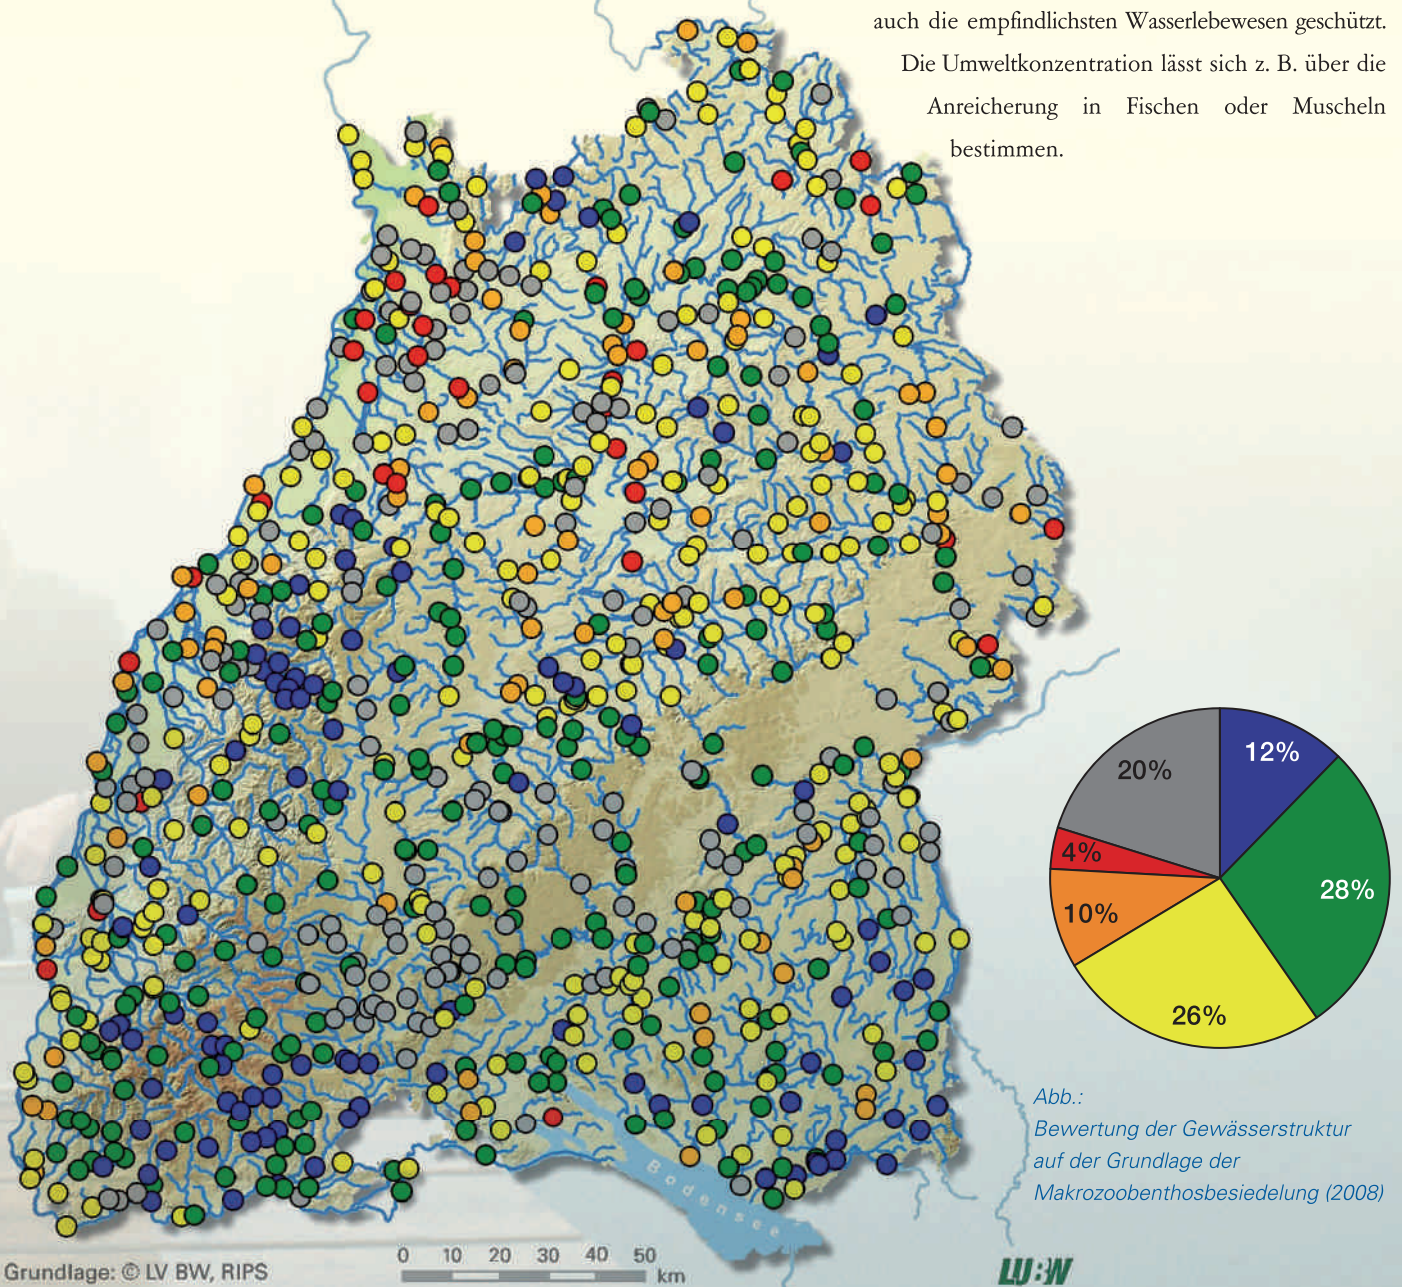 auch die empfindlichsten Wasserlebewesen geschützt.
Die Umweltkonzentration lässt sich z. B. über die
Anreicherung in Fischen oder Muscheln
bestimmen.
20%
12%
4%
28%
10%
26%
Abb.:
Bewertung der Gewässerstruktur
auf der Grundlage der
Makrozoobenthosbesiedelung (2008)
Bodensee
0 10 20 30 40 50
km
Grundlage: © LV BW, RIPS
LU:BW